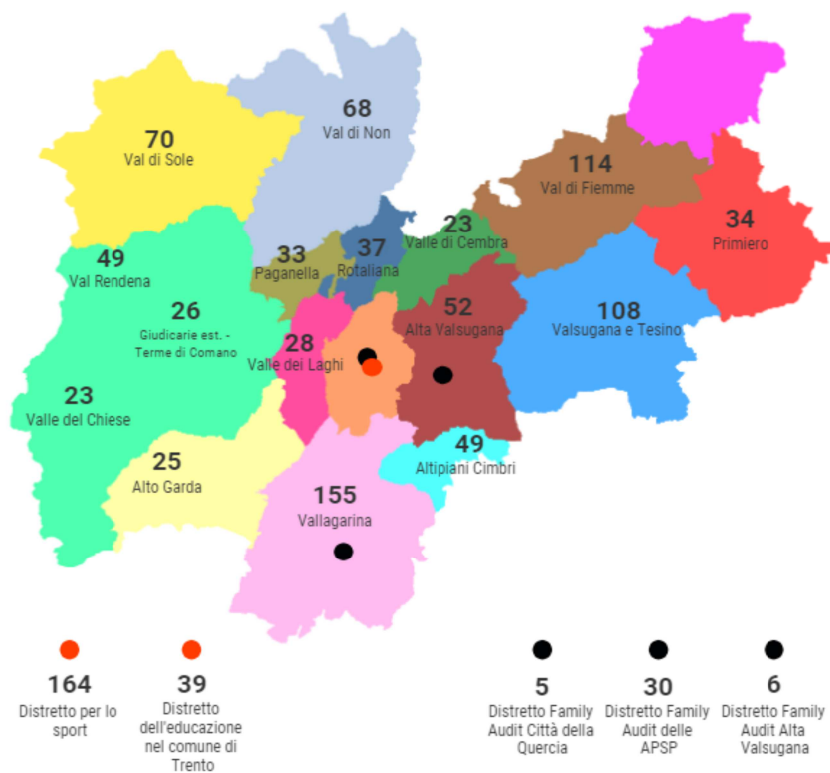 68
Val di Non
70
Val di Sole
114
Val di Fiemme
34
Primiero
23
Valle di Cembra
37
Rotaliana
33
Paganella
49
Val Rendena
26
Giudicarie est. -
Terme di Comano
52
Alta Valsugana
108
Valsugana e Tesino
28
Valle dei Laghi
23
Valle del Chiese
49
Altipiani Cimbri
25
Alto Garda
155
Vallagarina
164
Distretto per lo
sport
39
Distretto
dell'educazione
nel comune di
Trento
5
Distretto Family
Audit Città della
Quercia
30
Distretto Family
Audit delle
APSP
6
Distretto Family
Audit Alta
Valsugana